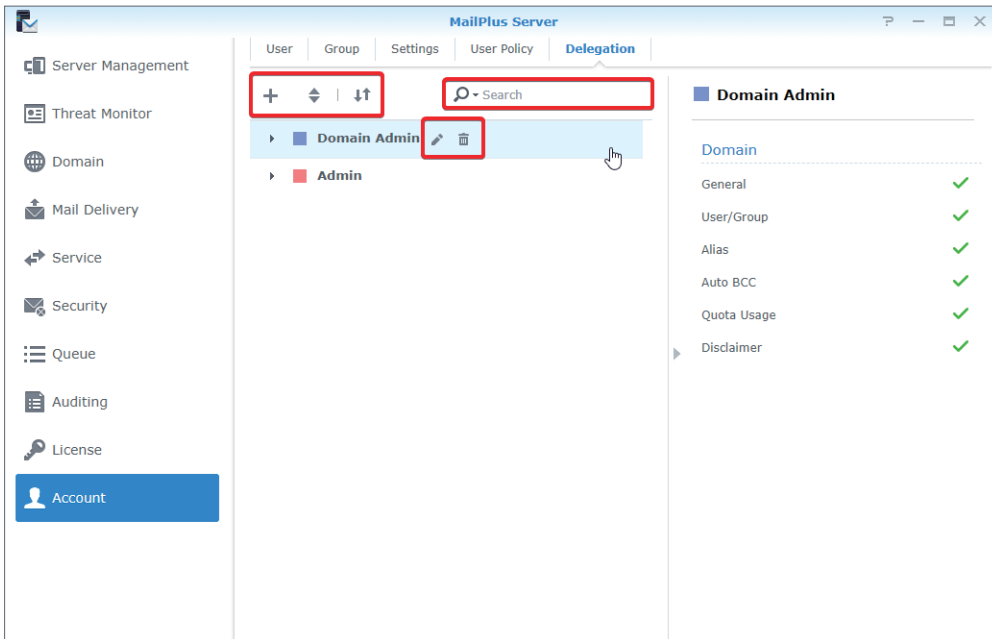 MailPlus Server
Server Management
Threat Monitor
Domain
Mail Delivery
Service
Security
Queue
Auditing
License
Account
User
Group
Settings
User Policy
Delegation
Search
Domain Admin
Admin
Domain Admin
Domain
General
User/Group
Alias
Auto BCC
Quota Usage
Disclaimer